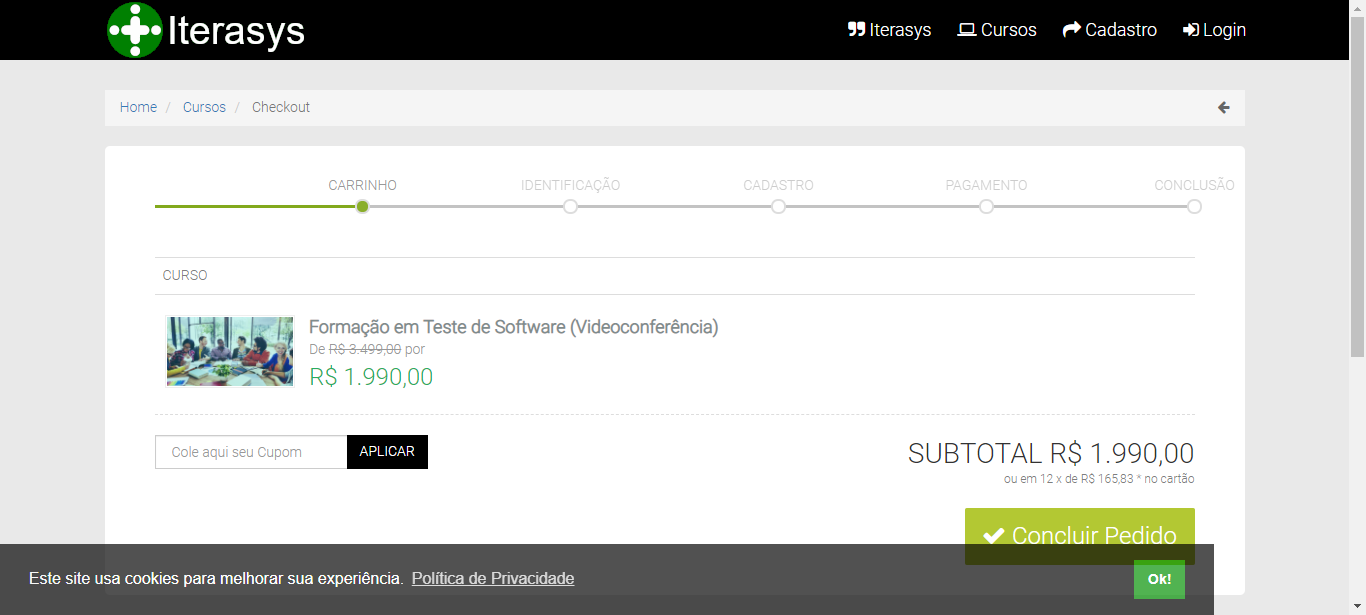 Iterasys
Iterasys Cursos Cadastro Login
Home / Cursos / Checkout
CARRINHO IDENTIFICAÇÃO CADASTRO PAGAMENTO CONCLUSÃO
CURSO
Formação em Teste de Software (Videoconferência)
De R$ 3.499,00 por
R$ 1.990,00
Cole aqui seu Cupom APLICAR
SUBTOTAL R$ 1.990,00
ou em 12 x de R$ 165,83 * no cartão
Concluir Pedido
Este site usa cookies para melhorar sua experiência. Política de Privacidade Ok!